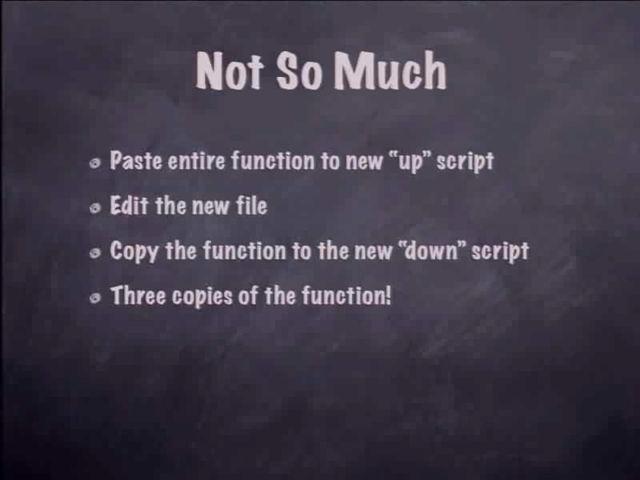 Not So Much
Paste entire function to new “up” script
Edit the new file
Copy the function to the new “down” script
Three copies of the function!